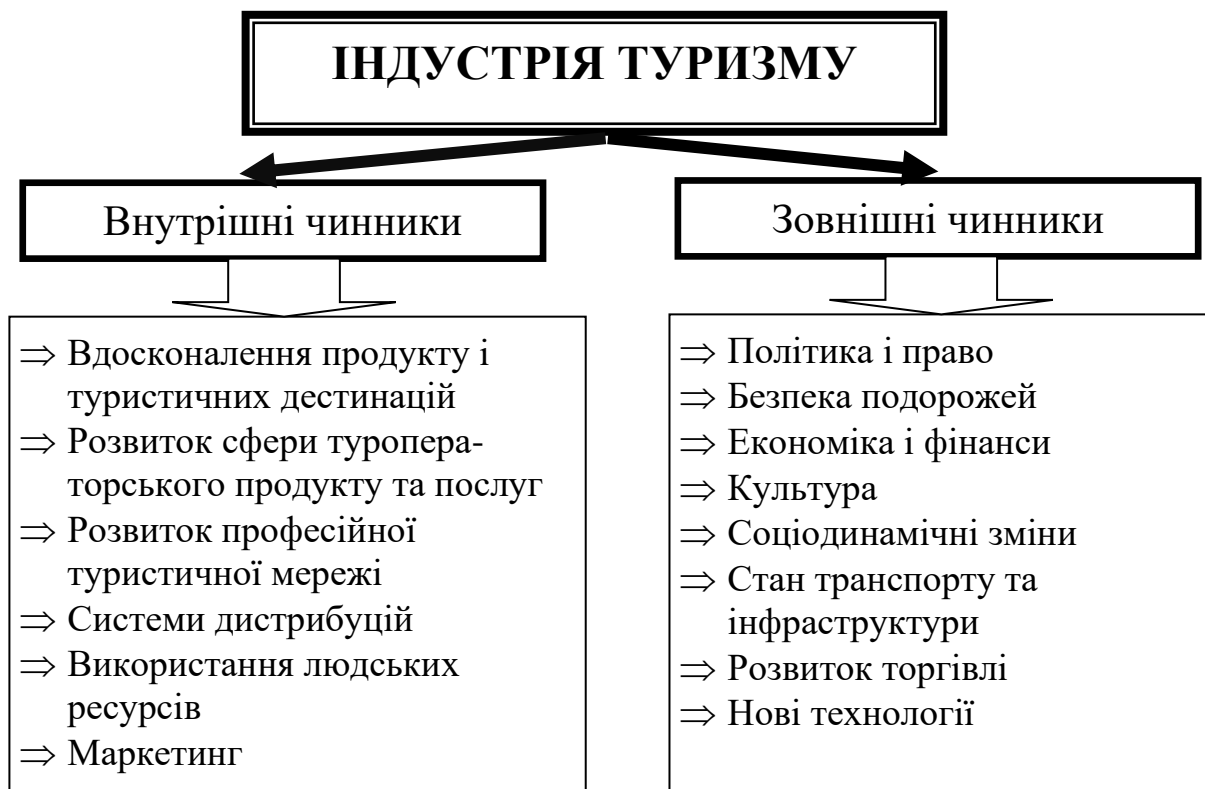 ІНДУСТРІЯ ТУРИЗМУ
Внутрішні чинники
⇒ Вдосконалення продукту і
туристичних дестинацій
⇒ Розвиток сфери туропера-
торського продукту та послуг
⇒ Розвиток професійної
туристичної мережі
⇒ Системи дистрибуцій
⇒ Використання людських
ресурсів
⇒ Маркетинг
Зовнішні чинники
⇒ Політика і право
⇒ Безпека подорожей
⇒ Економіка і фінанси
⇒ Культура
⇒ Соціодинамічні зміни
⇒ Стан транспорту та
інфраструктури
⇒ Розвиток торгівлі
⇒ Нові технології